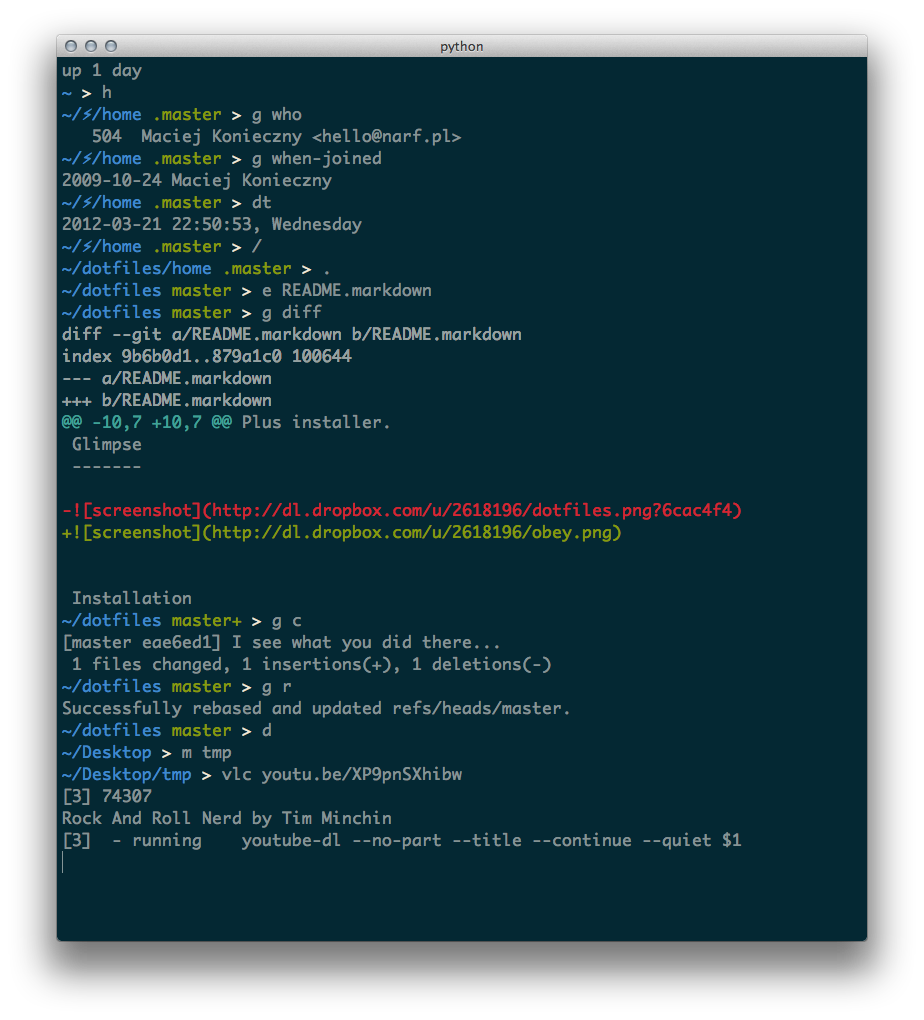 python
up 1 day
~ > h
~/⚡/home .master > g who
   504  Maciej Konieczny <hello@narf.pl>
~/⚡/home .master > g when-joined
2009-10-24 Maciej Konieczny
~/⚡/home .master > dt
2012-03-21 22:50:53, Wednesday
~/⚡/home .master > /
~/dotfiles/home .master > .
~/dotfiles master > e README.markdown
~/dotfiles master > g diff
diff --git a/README.markdown b/README.markdown
index 9b6b0d1..879a1c0 100644
--- a/README.markdown
+++ b/README.markdown
@@ -10,7 +10,7 @@ Plus installer.
 Glimpse
 -------
-![screenshot](http://dl.dropbox.com/u/2618196/dotfiles.png?6cac4f4)
+![screenshot](http://dl.dropbox.com/u/2618196/obey.png)
 Installation
~/dotfiles master+ > g c
[master eae6ed1] I see what you did there...
 1 files changed, 1 insertions(+), 1 deletions(-)
~/dotfiles master > g r
Successfully rebased and updated refs/heads/master.
~/dotfiles master > d
~/Desktop > m tmp
~/Desktop/tmp > vlc youtu.be/XP9pnSXhibw
[3] 74307
Rock And Roll Nerd by Tim Minchin
[3]  - running    youtube-dl --no-part --title --continue --quiet $1